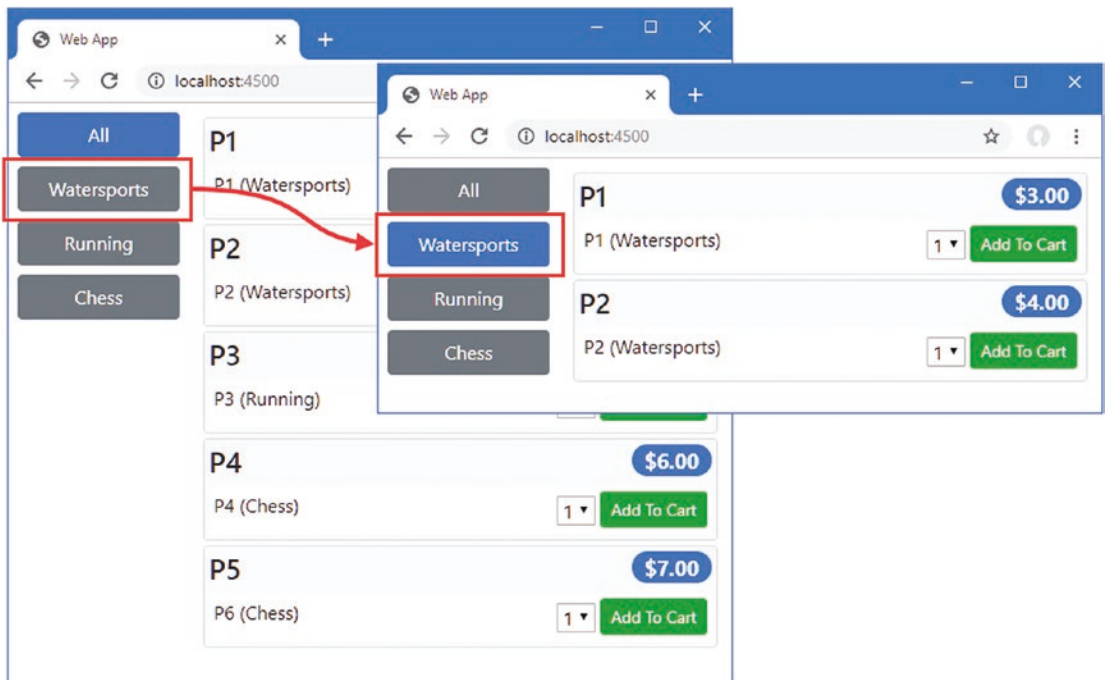 Web App
localhost:4500
All
Watersports
Running
Chess
P1
P1 (Watersports)
P2
P2 (Watersports)
P3
P3 (Running)
P4
$6.00
P4 (Chess)
1
Add To Cart
P5
$7.00
P6 (Chess)
1
Add To Cart
Web App
localhost:4500
All
Watersports
Running
Chess
P1
$3.00
P1 (Watersports)
1
Add To Cart
P2
$4.00
P2 (Watersports)
1
Add To Cart